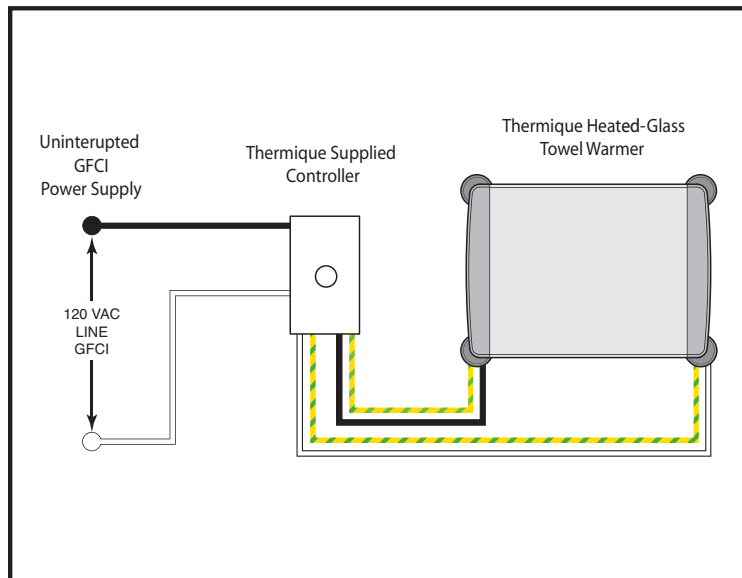 Uninterupted
GFCI
Power Supply
Thermique Supplied
Controller
Thermique Heated-Glass
Towel Warmer
120 VAC
LINE
GFCI